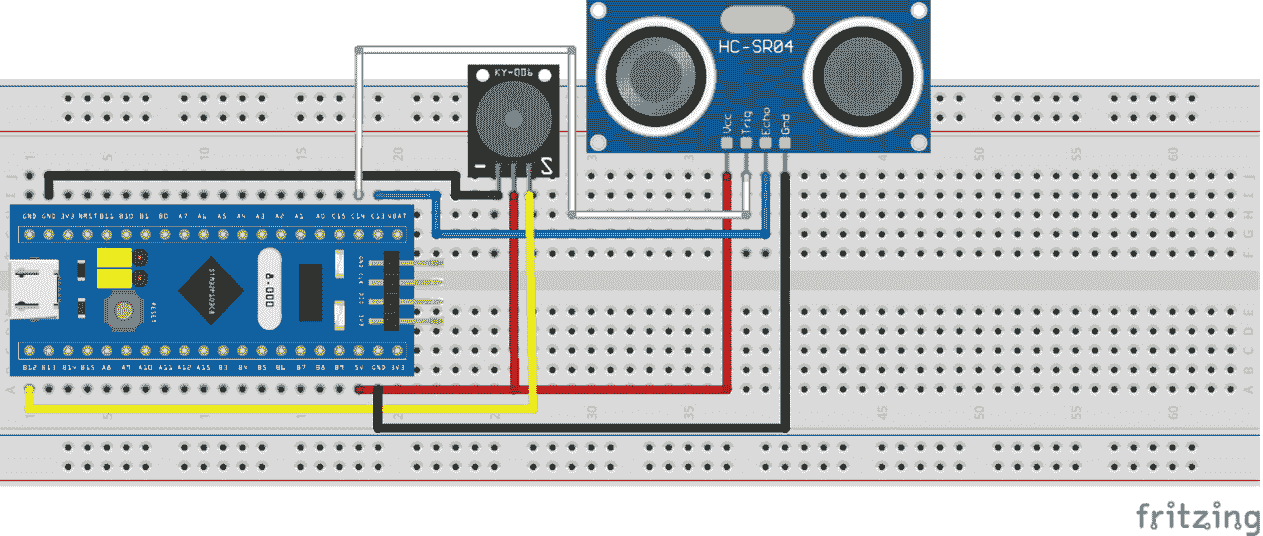 HC-SR04
KY-006
Vcc
Trig
Echo
Gnd
- S
1 5 10 15 20 50 55 60
J J
I
H
G
F
GND GND 3V3 NRST B11 B10 B1 B0 A7 A6 A5 A4 A3 A2 A1 A0 C15 C14 C13 VBAT
8.000
RESET
E
D
C
B
B12 B13 B14 B15 A8 A9 A10 A11 A12 A15 B3 B4 B5 B6 B7 B8 B9 5V GND 3V3
A A
30 35 45 50 55 60
fritzing